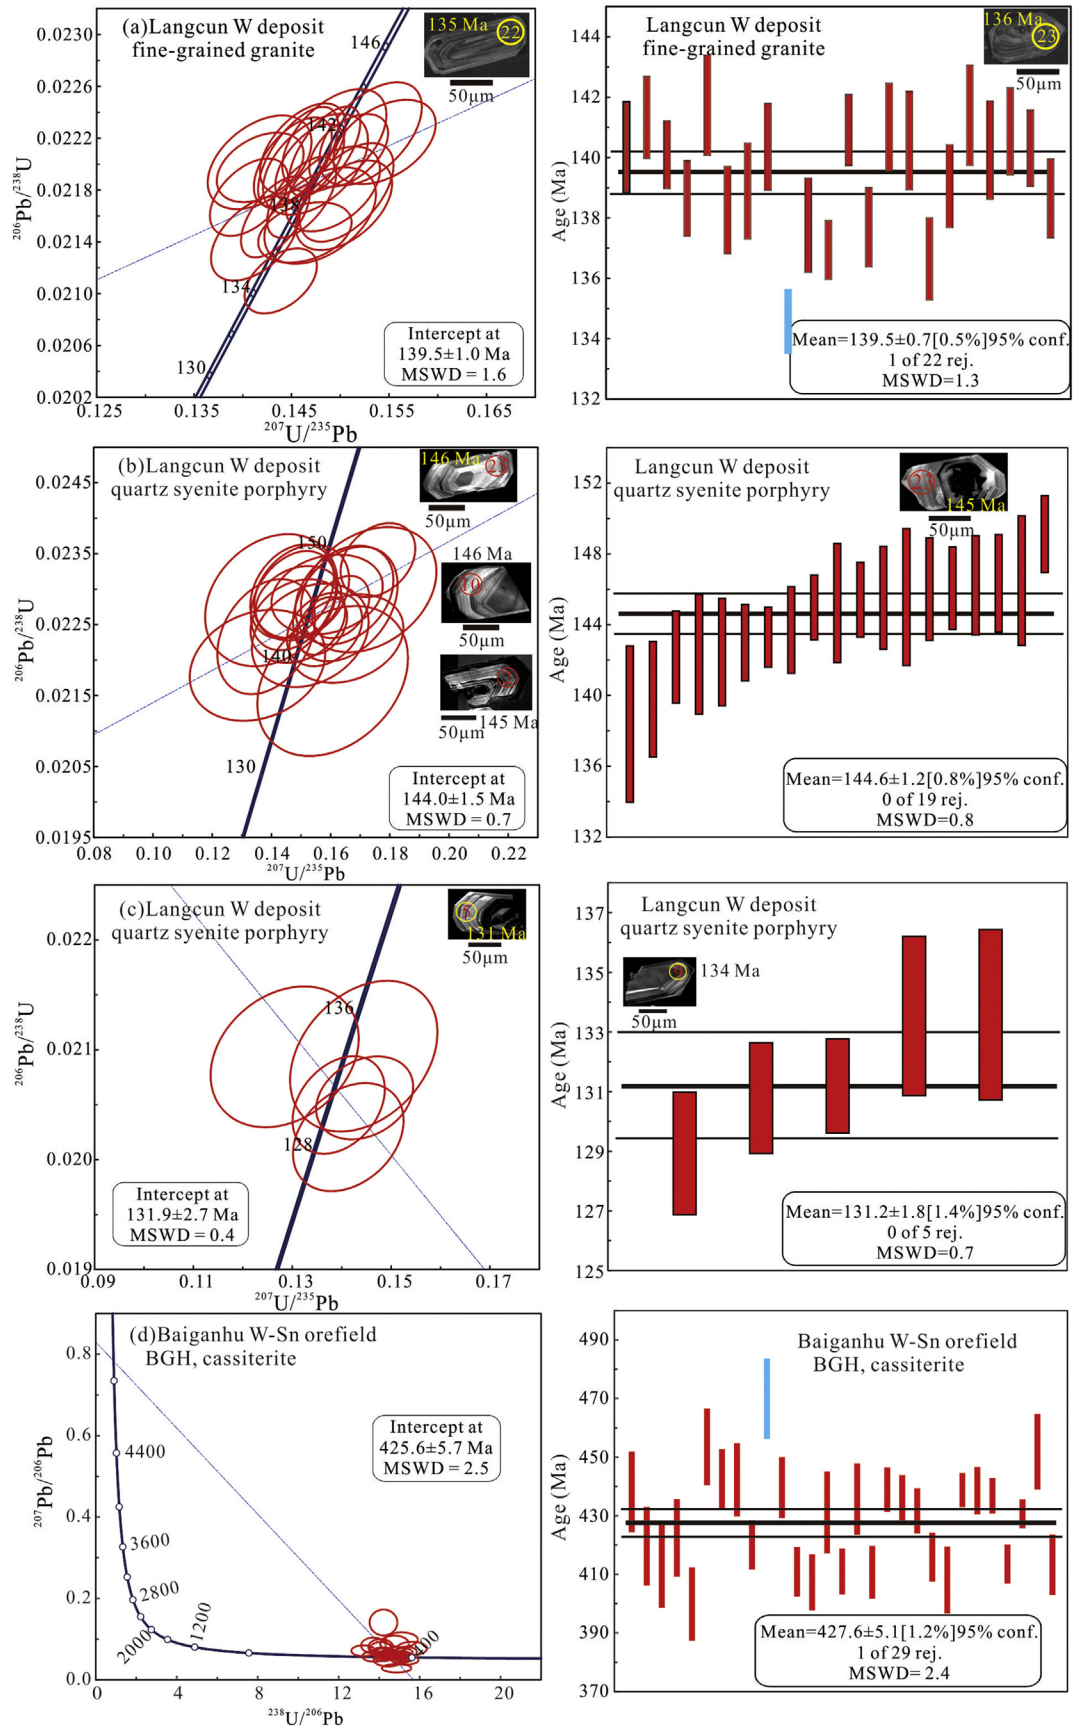 (a)Langcun W deposit
fine-grained granite
135 Ma
22
50μm
146
142
138
134
130
0.0230
0.0226
0.0222
0.0218
0.0214
0.0210
0.0206
0.0202
206Pb/238U
Intercept at
139.5±1.0 Ma
MSWD = 1.6
0.125
0.135
0.145
0.155
0.165
207U/235Pb
Langcun W deposit
fine-grained granite
136 Ma
23
50μm
144
142
140
138
136
134
132
Age (Ma)
Mean=139.5±0.7[0.5%]95% conf.
1 of 22 rej.
MSWD=1.3
(b)Langcun W deposit
quartz syenite porphyry
146 Ma
50μm
146 Ma
10
50μm
50μm
145 Ma
150
140
130
0.0245
0.0235
0.0225
0.0215
0.0205
0.0195
206Pb/238U
Intercept at
144.0±1.5 Ma
MSWD = 0.7
0.08
0.10
0.12
0.14
0.16
0.18
0.20
0.22
207U/235Pb
Langcun W deposit
quartz syenite porphyry
23
145 Ma
50μm
152
148
144
140
136
132
Age (Ma)
Mean=144.6±1.2[0.8%]95% conf.
0 of 19 rej.
MSWD=0.8
(c)Langcun W deposit
quartz syenite porphyry
5
131 Ma
50μm
136
128
0.022
0.021
0.020
0.019
206Pb/238U
Intercept at
131.9±2.7 Ma
MSWD = 0.4
0.09
0.11
0.13
0.15
0.17
207U/235Pb
Langcun W deposit
quartz syenite porphyry
134 Ma
50μm
137
135
133
131
129
127
125
Age (Ma)
Mean=131.2±1.8[1.4%]95% conf.
0 of 5 rej.
MSWD=0.7
(d)Baiganhu W-Sn orefield
BGH, cassiterite
Intercept at
425.6±5.7 Ma
MSWD = 2.5
4400
3600
2800
2000
1200
400
0.8
0.6
0.4
0.2
0.0
207Pb/206Pb
0
4
8
12
16
20
238U/206Pb
Baiganhu W-Sn orefield
BGH, cassiterite
490
470
450
430
410
390
370
Age (Ma)
Mean=427.6±5.1[1.2%]95% conf.
1 of 29 rej.
MSWD= 2.4